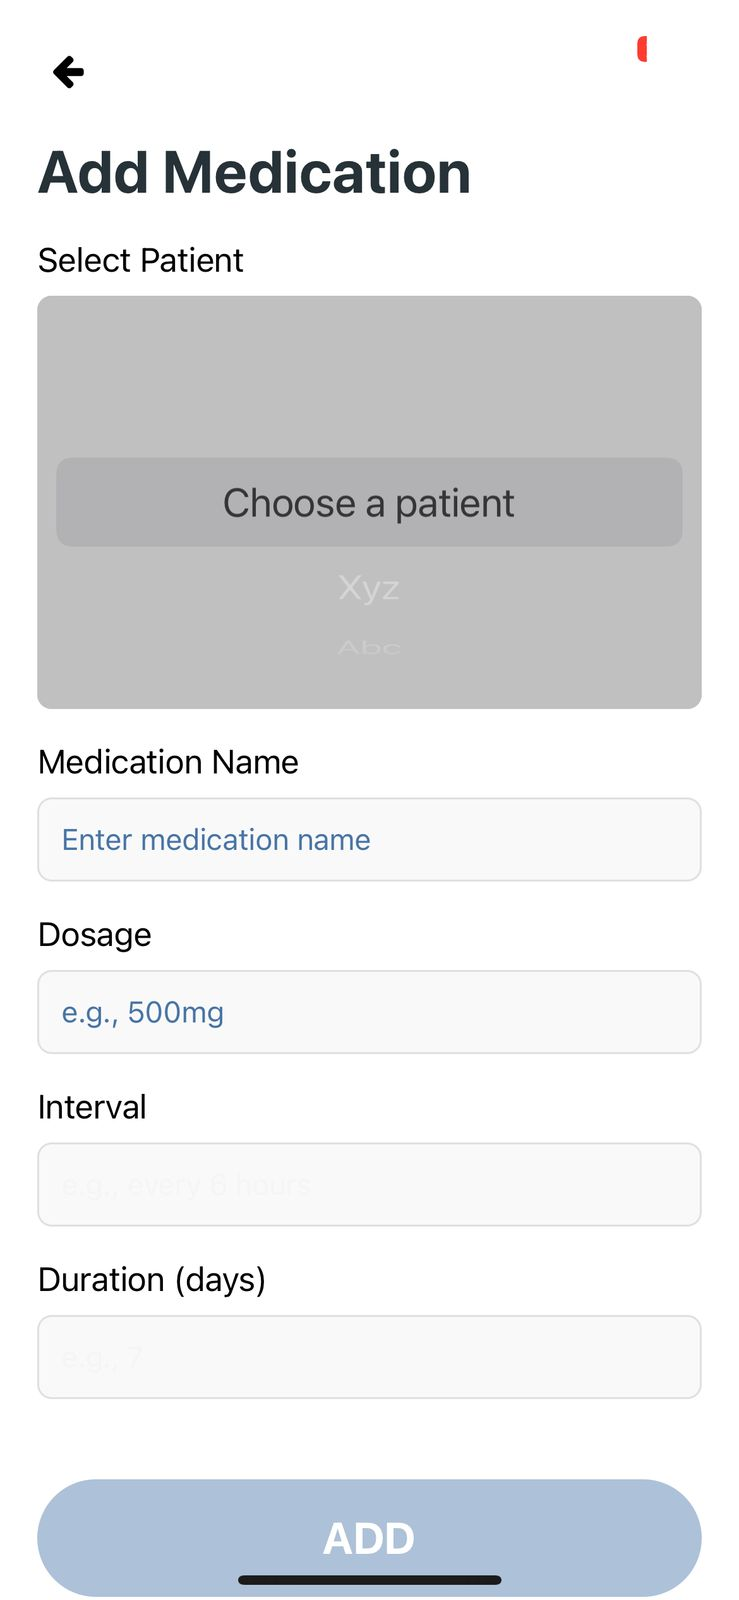 Add Medication
Select Patient
Choose a patient
Xyz
Abc
Medication Name
Enter medication name
Dosage
e.g., 500mg
Interval
e.g., every 6 hours
Duration (days)
e.g., 7
ADD